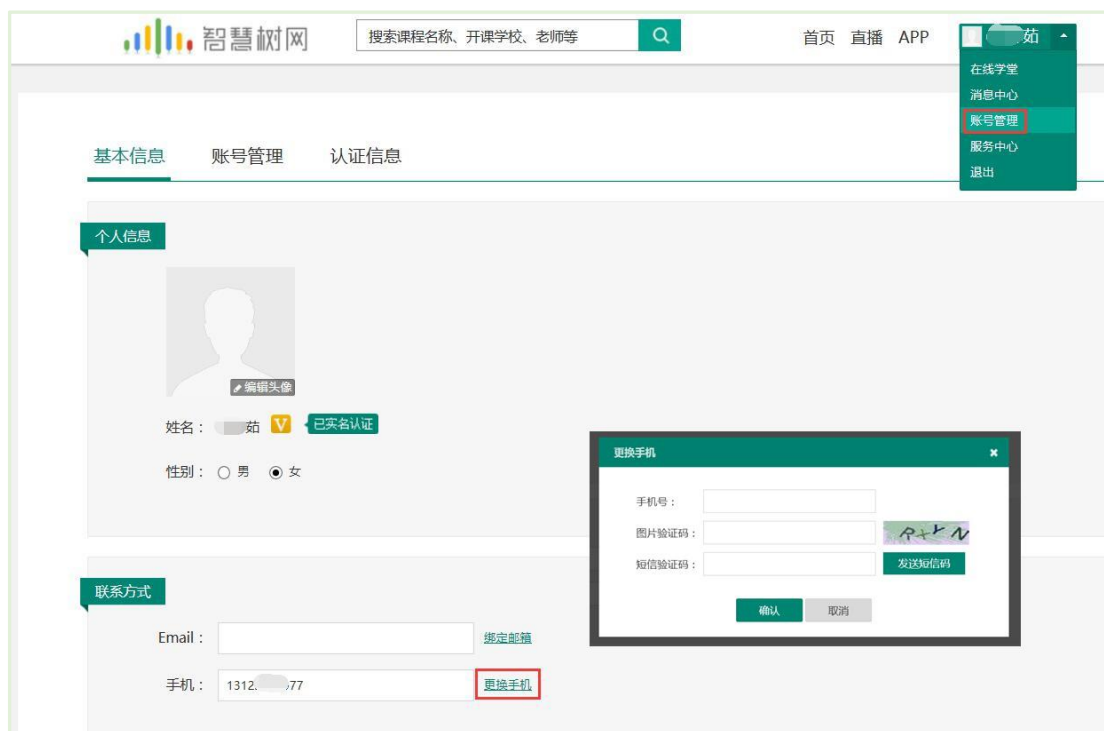 智慧树网
搜索课程名称、开课学校、老师等
首页 直播 APP 茹
在线学堂
消息中心
账号管理
服务中心
退出
基本信息 账号管理 认证信息
个人信息
编辑头像
姓名： 茹 V 已实名认证
性别： 男 女
更换手机
手机号：
图片验证码：
短信验证码： 发送短信码
确认 取消
联系方式
Email： 绑定邮箱
手机： 1312 77 更换手机